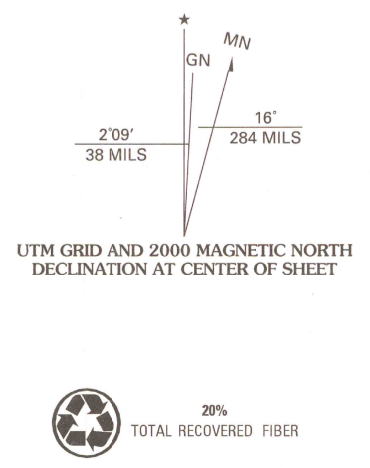 ★
MN
GN
16°
284 MILS
2°09′
38 MILS
UTM GRID AND 2000 MAGNETIC NORTH
DECLINATION AT CENTER OF SHEET
20%
TOTAL RECOVERED FIBER